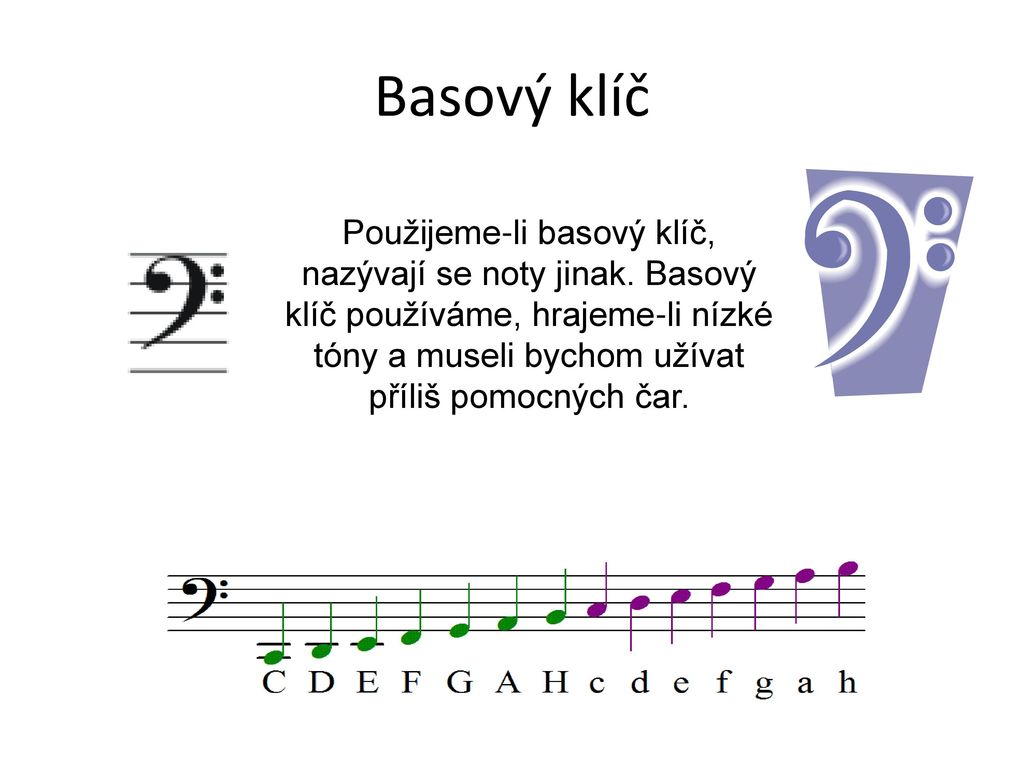 Basový klíč
Použijeme-li basový klíč,
nazývají se noty jinak. Basový
klíč používáme, hrajeme-li nízké
tóny a museli bychom užívat
příliš pomocných čar.
C D E F G A H c d e f g a h